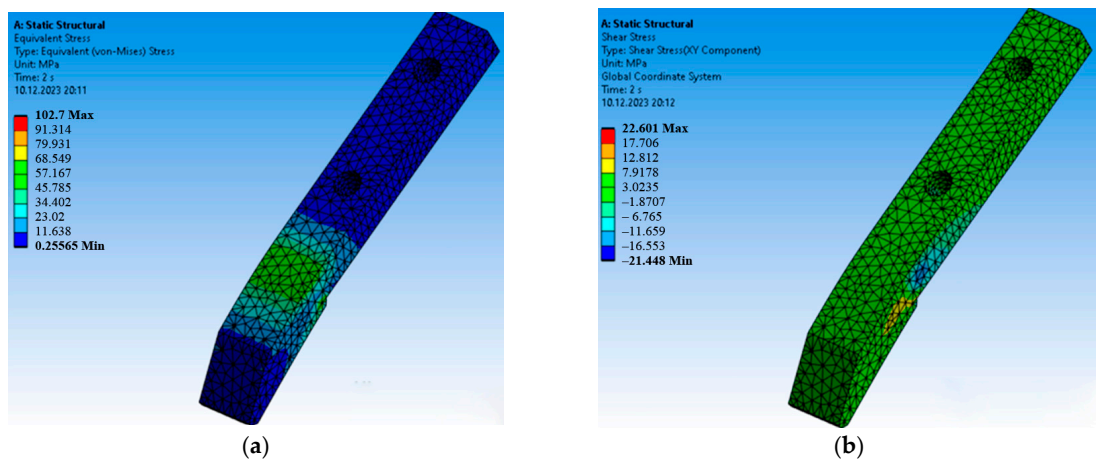 A: Static Structural
Equivalent Stress
Type: Equivalent (von-Mises) Stress
Unit: MPa
Time: 2 s
10.12.2023 20:11
102.7 Max
91.314
79.931
68.549
57.167
45.785
34.402
23.02
11.638
0.25565 Min
(a)
A: Static Structural
Shear Stress
Type: Shear Stress(XY Component)
Unit: MPa
Global Coordinate System
Time: 2 s
10.12.2023 20:12
22.601 Max
17.706
12.812
7.9178
3.0235
−1.8707
− 6.765
−11.659
−16.553
−21.448 Min
(b)